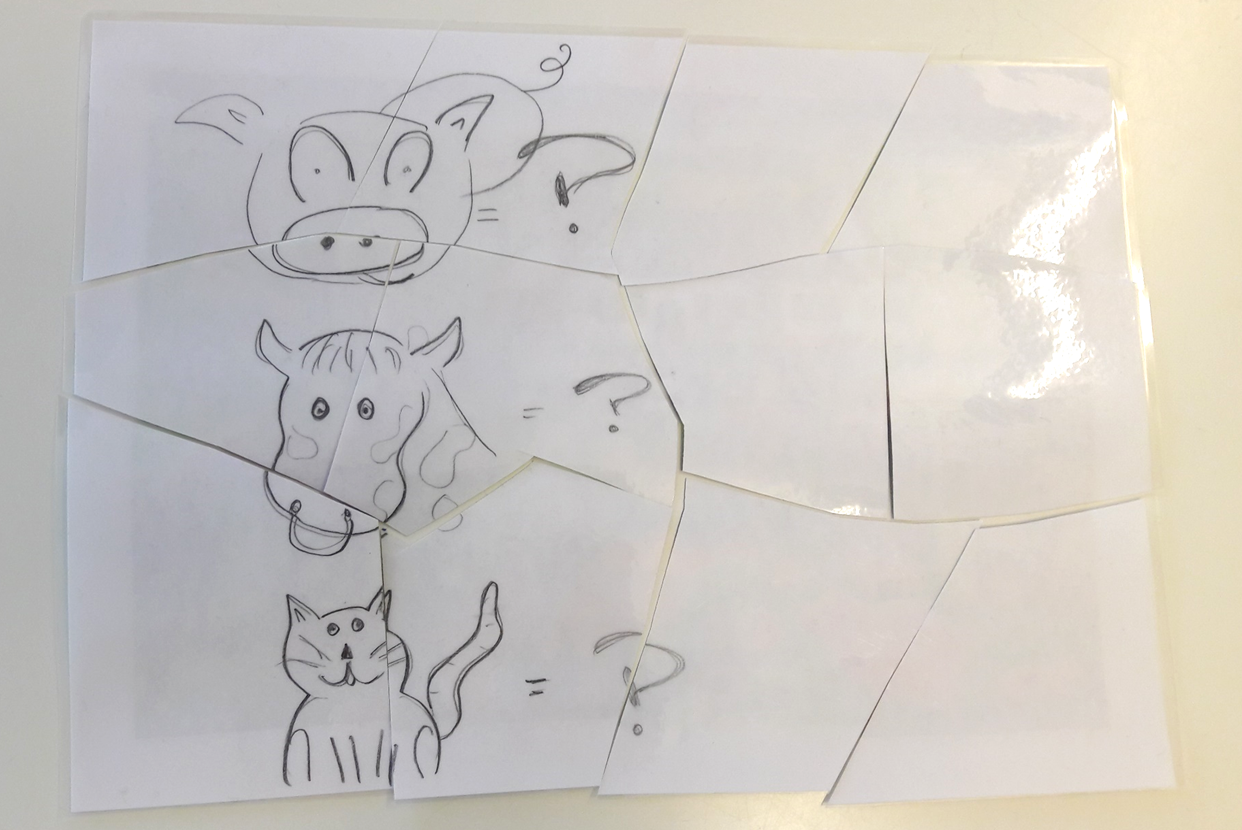 = ?
= ?
= ?